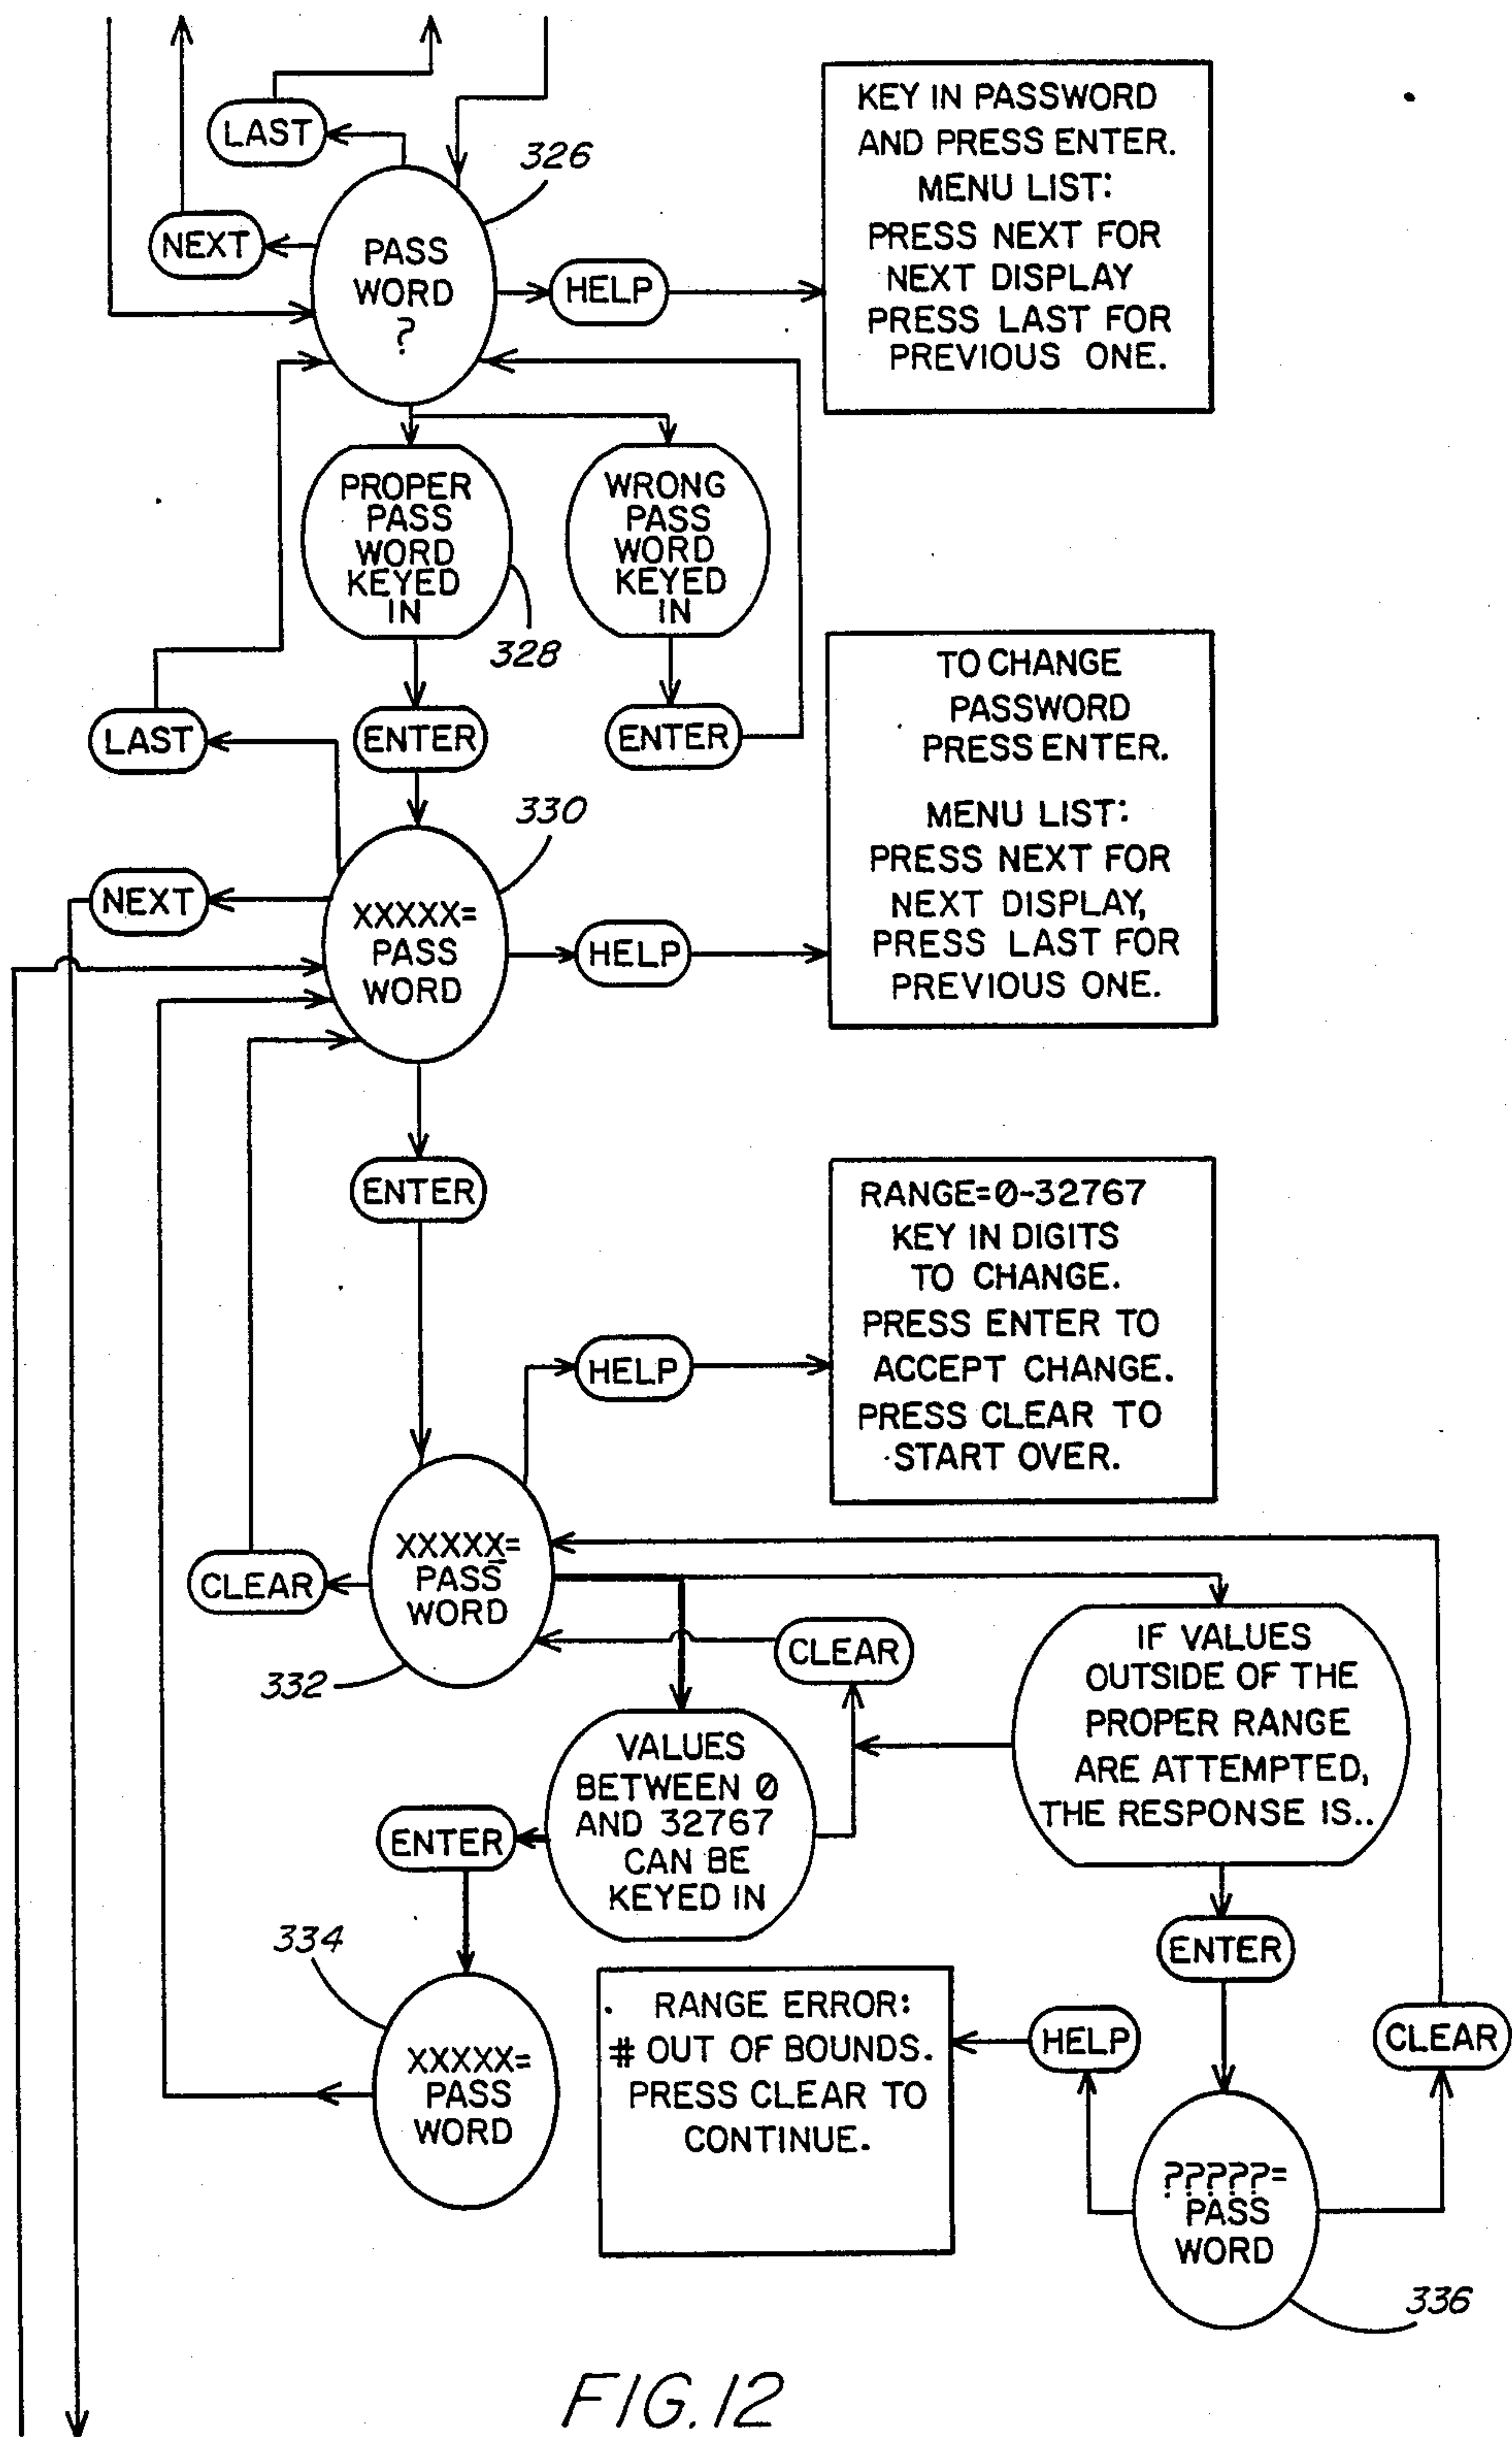 LAST
326
KEY IN PASSWORD
AND PRESS ENTER.
MENU LIST:
PRESS NEXT FOR
NEXT DISPLAY
PRESS LAST FOR
PREVIOUS ONE.
NEXT
PASS
WORD
?
HELP
PROPER
PASS
WORD
KEYED
IN
328
WRONG
PASS
WORD
KEYED
IN
LAST
ENTER
ENTER
TO CHANGE
PASSWORD
PRESS ENTER.
MENU LIST:
PRESS NEXT FOR
NEXT DISPLAY,
PRESS LAST FOR
PREVIOUS ONE.
330
NEXT
XXXXX=
PASS
WORD
HELP
ENTER
RANGE=0-32767
KEY IN DIGITS
TO CHANGE.
PRESS ENTER TO
ACCEPT CHANGE.
PRESS CLEAR TO
START OVER.
HELP
CLEAR
XXXXX=
PASS
WORD
332
CLEAR
IF VALUES
OUTSIDE OF THE
PROPER RANGE
ARE ATTEMPTED,
THE RESPONSE IS..
VALUES
BETWEEN 0
AND 32767
CAN BE
KEYED IN
ENTER
334
XXXXX=
PASS
WORD
RANGE ERROR:
# OUT OF BOUNDS.
PRESS CLEAR TO
CONTINUE.
ENTER
HELP
CLEAR
?????=
PASS
WORD
336
FIG.12